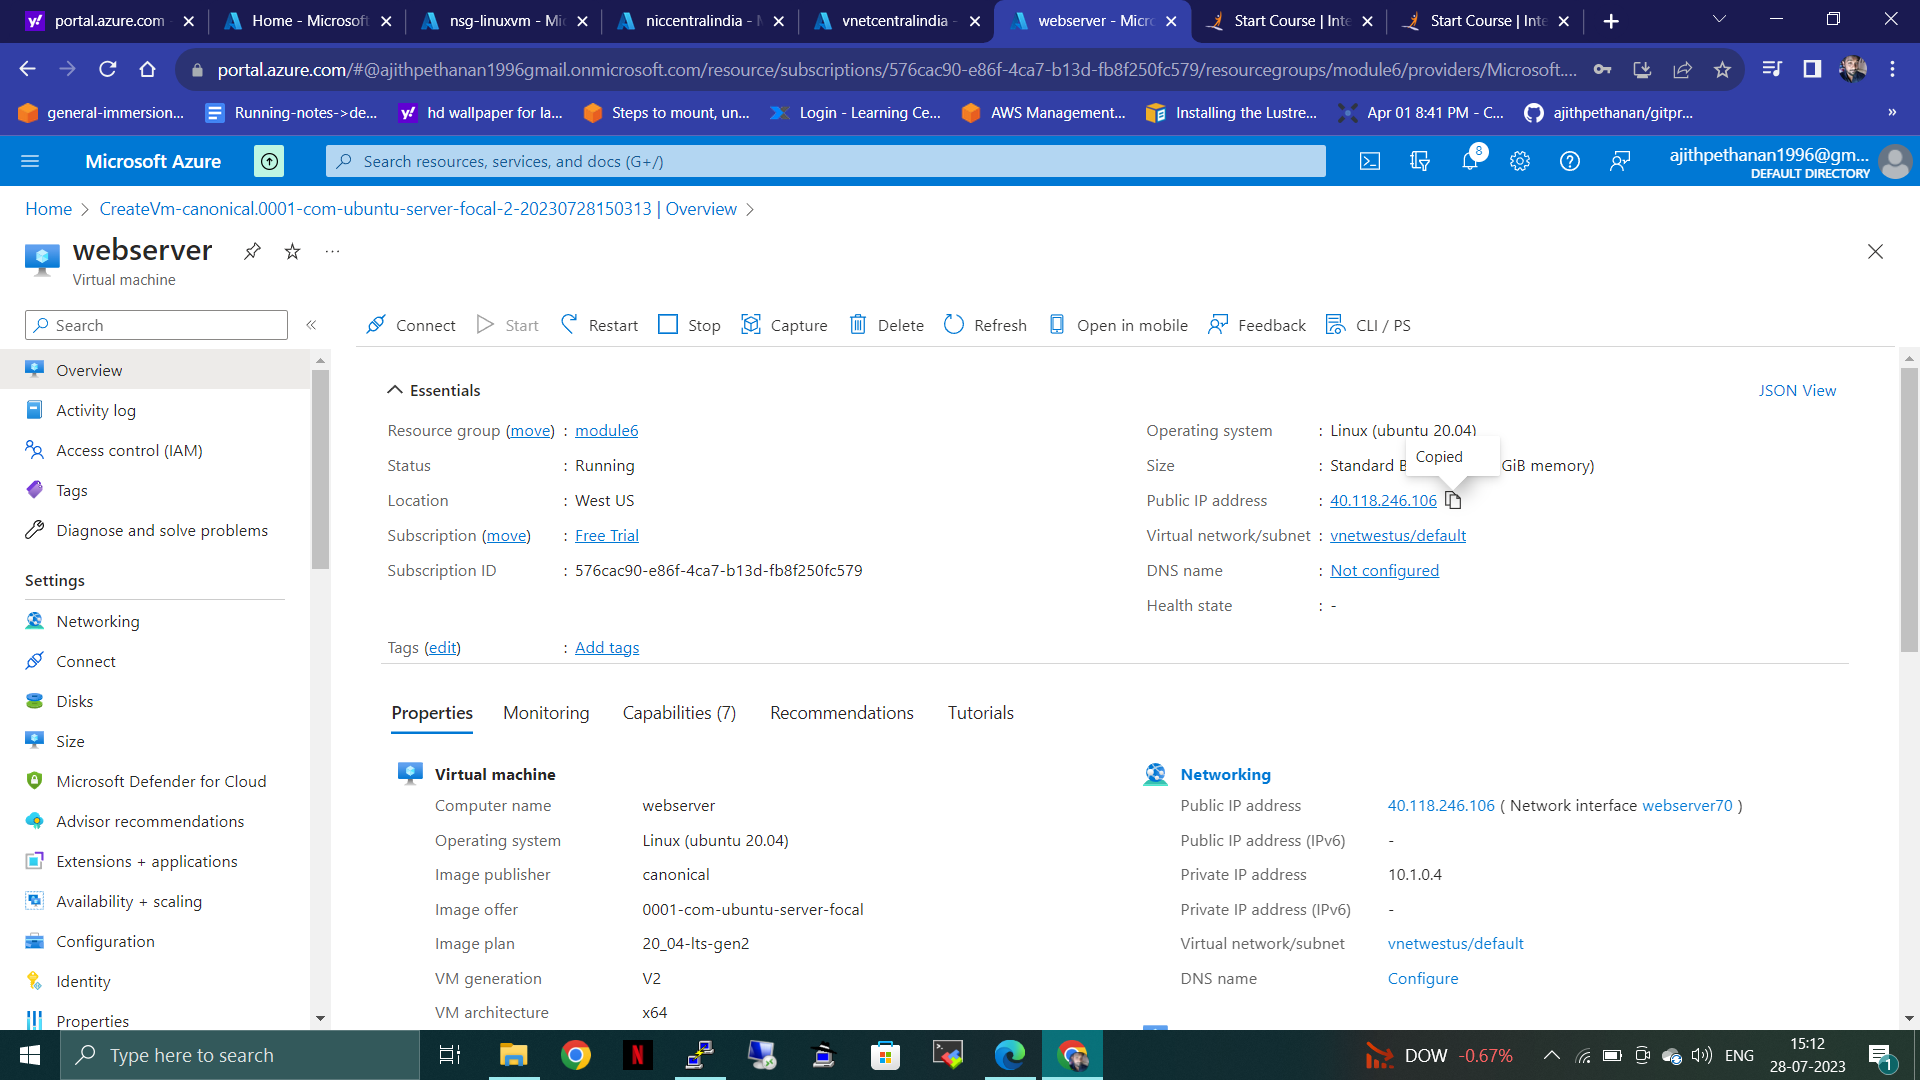 portal.azure.com
Home - Microsoft
nsg-linuxvm - Mic
niccentralindia - M
vnetcentralindia -
webserver - Micro
Start Course | Inte
Start Course | Inte
portal.azure.com/#@ajithpethanan1996gmail.onmicrosoft.com/resource/subscriptions/576cac90-e86f-4ca7-b13d-fb8f250fc579/resourcegroups/module6/providers/Microsoft....
general-immersion...
Running-notes->de...
hd wallpaper for la...
Steps to mount, un...
Login - Learning Ce...
AWS Management...
Installing the Lustre...
Apr 01 8:41 PM - C...
ajithpethanan/gitpr...
»
Microsoft Azure
Search resources, services, and docs (G+/)
8
ajithpethanan1996@gm...
DEFAULT DIRECTORY
Home > CreateVm-canonical.0001-com-ubuntu-server-focal-2-20230728150313 | Overview >
webserver
...
Virtual machine
Search
«
Connect
Start
Restart
Stop
Capture
Delete
Refresh
Open in mobile
Feedback
CLI / PS
Overview
Activity log
Access control (IAM)
Tags
Diagnose and solve problems
Settings
Networking
Connect
Disks
Size
Microsoft Defender for Cloud
Advisor recommendations
Extensions + applications
Availability + scaling
Configuration
Identity
Properties
Essentials
JSON View
Resource group (move) : module6
Status : Running
Location : West US
Subscription (move) : Free Trial
Subscription ID : 576cac90-e86f-4ca7-b13d-fb8f250fc579
Tags (edit) : Add tags
Operating system : Linux (ubuntu 20.04)
Copied
Size : Standard B GiB memory)
Public IP address : 40.118.246.106
Virtual network/subnet : vnetwestus/default
DNS name : Not configured
Health state : -
Properties
Monitoring
Capabilities (7)
Recommendations
Tutorials
Virtual machine
Computer name webserver
Operating system Linux (ubuntu 20.04)
Image publisher canonical
Image offer 0001-com-ubuntu-server-focal
Image plan 20_04-lts-gen2
VM generation V2
VM architecture x64
Networking
Public IP address 40.118.246.106 ( Network interface webserver70 )
Public IP address (IPv6) -
Private IP address 10.1.0.4
Private IP address (IPv6) -
Virtual network/subnet vnetwestus/default
DNS name Configure
Type here to search
DOW -0.67%
ENG
15:12
28-07-2023
1